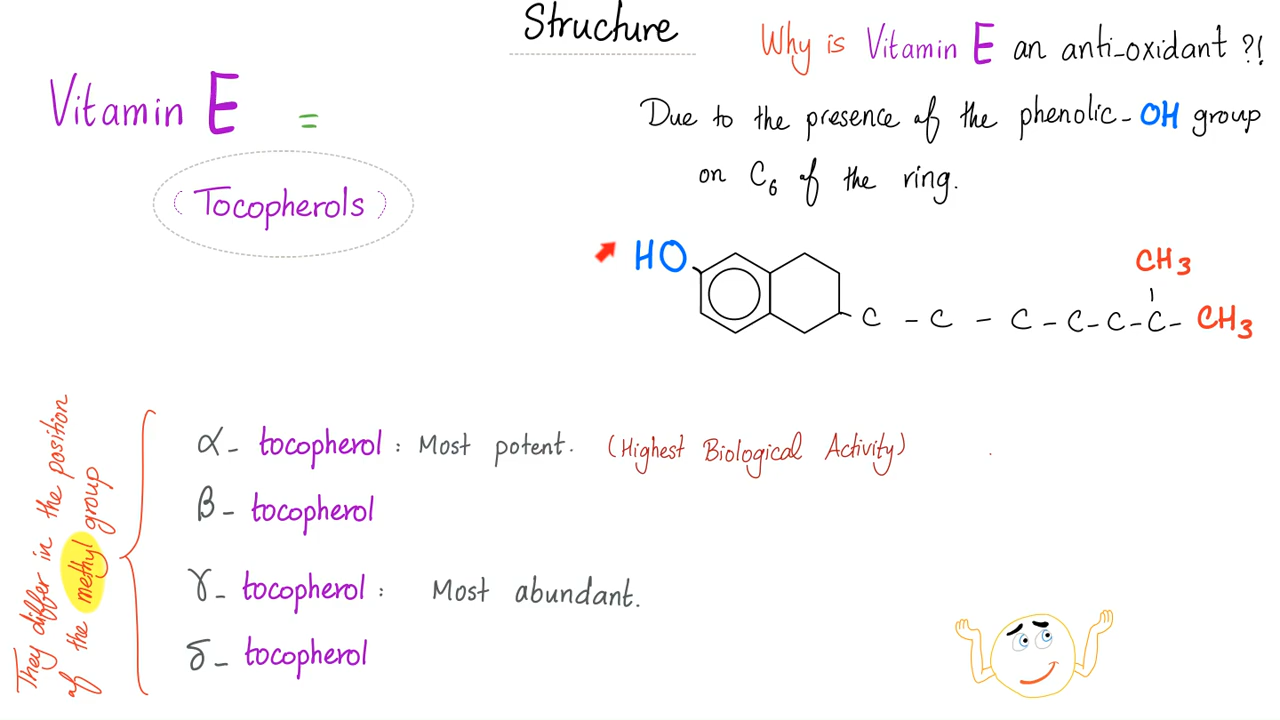 Structure
Vitamin E =
(Tocopherols)
Why is Vitamin E an anti-oxidant ?!
Due to the presence of the phenolic-OH group
on C6 of the ring.
HO
CH3
C - C - C - C - C - C - CH3
They differ in the position
of the methyl group
α- tocopherol : Most potent. (Highest Biological Activity)
β- tocopherol
γ- tocopherol : Most abundant.
δ- tocopherol